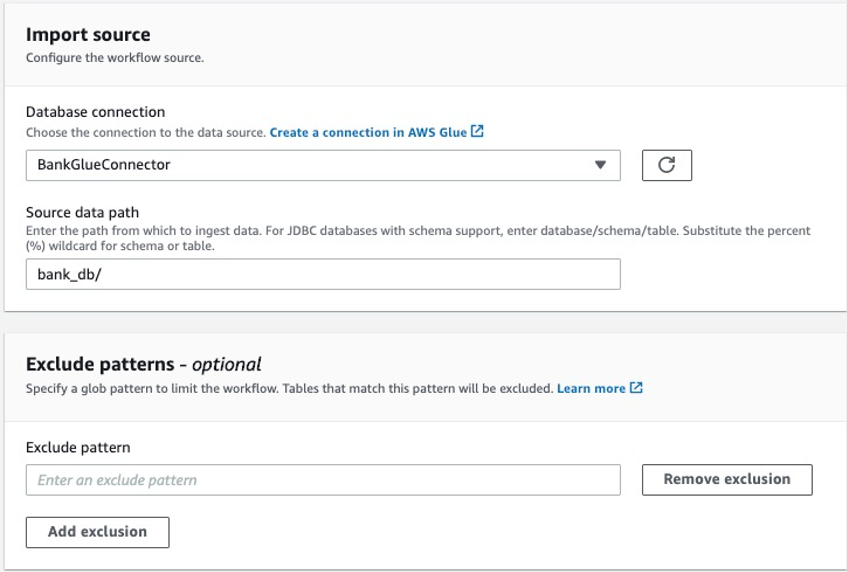 Import source
Configure the workflow source.
Database connection
Choose the connection to the data source. Create a connection in AWS Glue
BankGlueConnector
Source data path
Enter the path from which to ingest data. For JDBC databases with schema support, enter database/schema/table. Substitute the percent
(%) wildcard for schema or table.
bank_db/
Exclude patterns - optional
Specify a glob pattern to limit the workflow. Tables that match this pattern will be excluded. Learn more
Exclude pattern
Enter an exclude pattern
Remove exclusion
Add exclusion